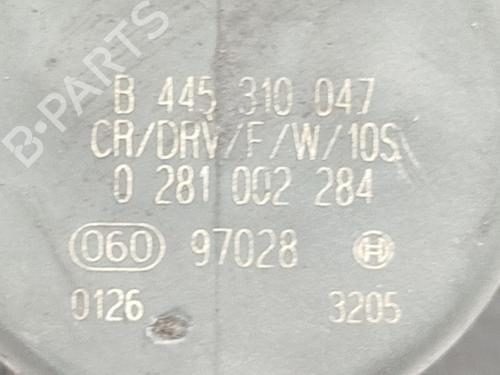 B-PARTS
B 445 310 047
CR/DRV/F/W/10S
0 281 002 284
060 97028
0126 3205